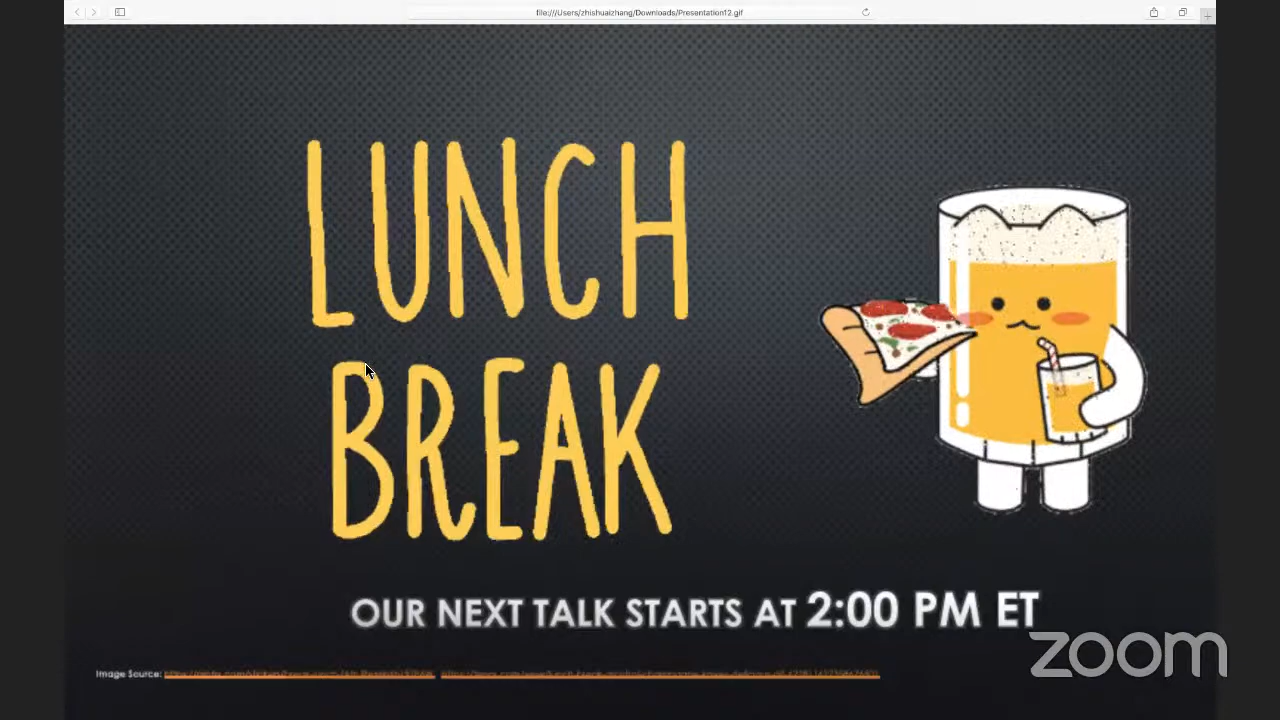 file:///Users/zhishuaizhang/Downloads/Presentation12.gif
LUNCH
BREAK
OUR NEXT TALK STARTS AT 2:00 PM ET
zoom
Image Source: